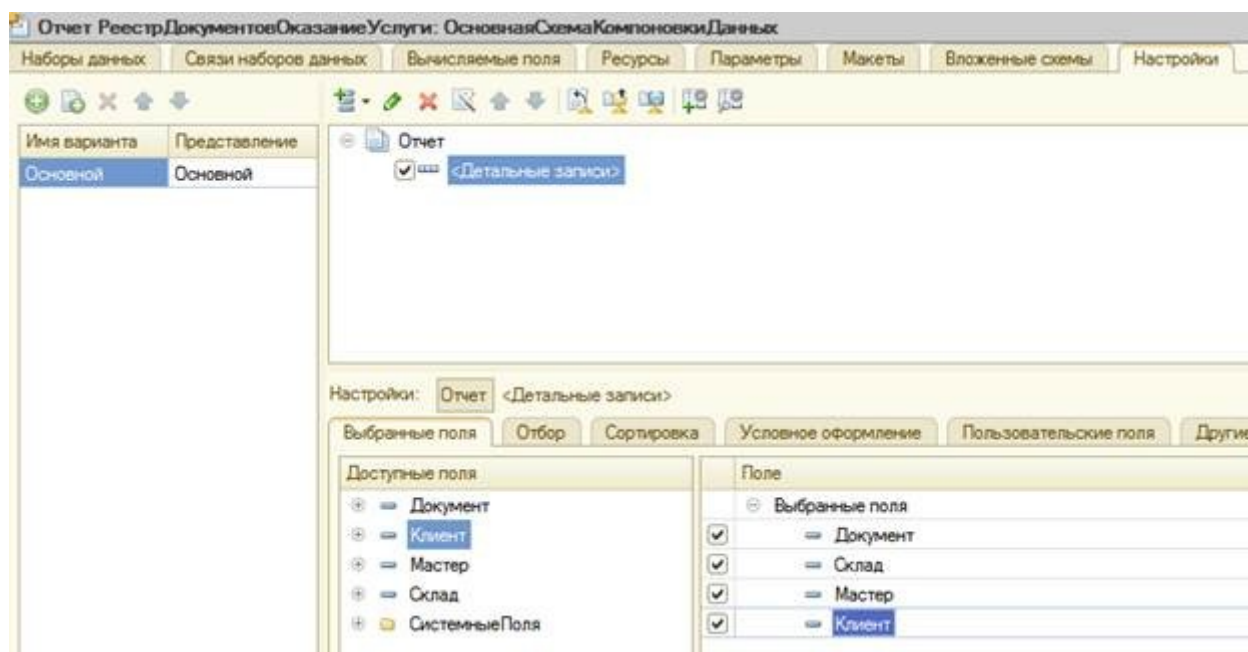 Отчет РеестрДокументовОказаниеУслуги: ОсновнаяСхемаКомпоновкиДанных
Наборы данных Связи наборов данных Вычисляемые поля Ресурсы Параметры Макеты Вложенные схемы Настройки
Имя варианта Представление
Основной Основной
Отчет
<Детальные записи>
Настройки: Отчет <Детальные записи>
Выбранные поля Отбор Сортировка Условное оформление Пользовательские поля Другие
Доступные поля Поле
Документ Выбранные поля
Клиент Документ
Мастер Склад
Склад Мастер
СистемныеПоля Клиент